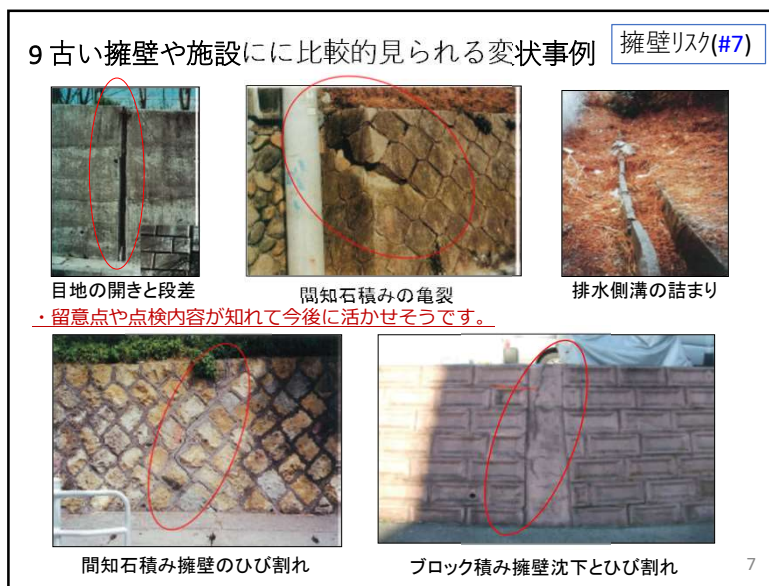 9 古い擁壁や施設にに比較的見られる変状事例
擁壁リスク(#7)
目地の開きと段差
間知石積みの亀裂
排水側溝の詰まり
・留意点や点検内容が知れて今後に活かせそうです。
間知石積み擁壁のひび割れ
ブロック積み擁壁沈下とひび割れ
7